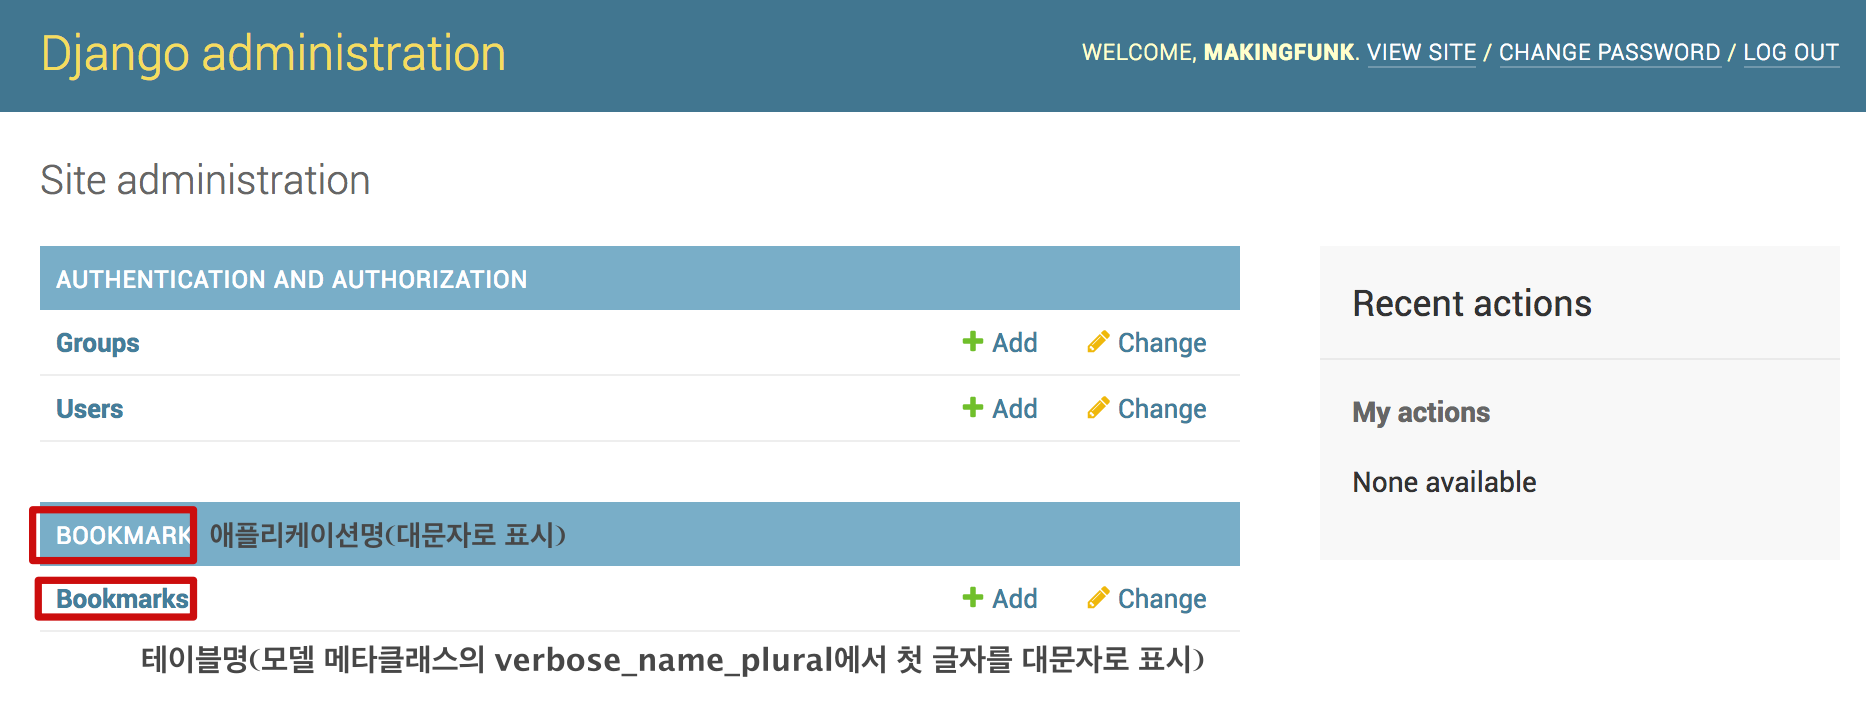 Django administration
WELCOME, MAKINGFUNK. VIEW SITE / CHANGE PASSWORD / LOG OUT
Site administration
AUTHENTICATION AND AUTHORIZATION
Groups + Add Change
Users + Add Change
BOOKMARK 애플리케이션명(대문자로 표시)
Bookmarks + Add Change
테이블명(모델 메타클래스의 verbose_name_plural에서 첫 글자를 대문자로 표시)
Recent actions
My actions
None available